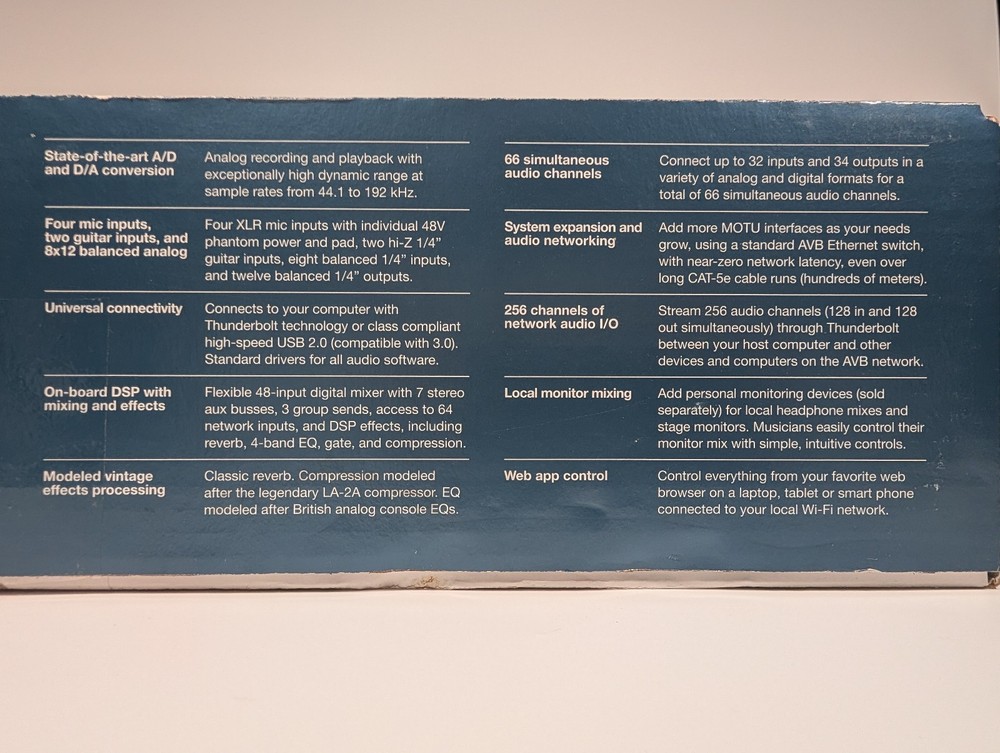 State-of-the-art A/D
and D/A conversion
Analog recording and playback with
exceptionally high dynamic range at
sample rates from 44.1 to 192 kHz.
Four mic inputs,
two guitar inputs, and
8x12 balanced analog
Four XLR mic inputs with individual 48V
phantom power and pad, two hi-Z 1/4”
guitar inputs, eight balanced 1/4” inputs,
and twelve balanced 1/4” outputs.
Universal connectivity
Connects to your computer with
Thunderbolt technology or class compliant
high-speed USB 2.0 (compatible with 3.0).
Standard drivers for all audio software.
On-board DSP with
mixing and effects
Flexible 48-input digital mixer with 7 stereo
aux busses, 3 group sends, access to 64
network inputs, and DSP effects, including
reverb, 4-band EQ, gate, and compression.
Modeled vintage
effects processing
Classic reverb. Compression modeled
after the legendary LA-2A compressor. EQ
modeled after British analog console EQs.
66 simultaneous
audio channels
Connect up to 32 inputs and 34 outputs in a
variety of analog and digital formats for a
total of 66 simultaneous audio channels.
System expansion and
audio networking
Add more MOTU interfaces as your needs
grow, using a standard AVB Ethernet switch,
with near-zero network latency, even over
long CAT-5e cable runs (hundreds of meters).
256 channels of
network audio I/O
Stream 256 audio channels (128 in and 128
out simultaneously) through Thunderbolt
between your host computer and other
devices and computers on the AVB network.
Local monitor mixing
Add personal monitoring devices (sold
separately) for local headphone mixes and
stage monitors. Musicians easily control their
monitor mix with simple, intuitive controls.
Web app control
Control everything from your favorite web
browser on a laptop, tablet or smart phone
connected to your local Wi-Fi network.